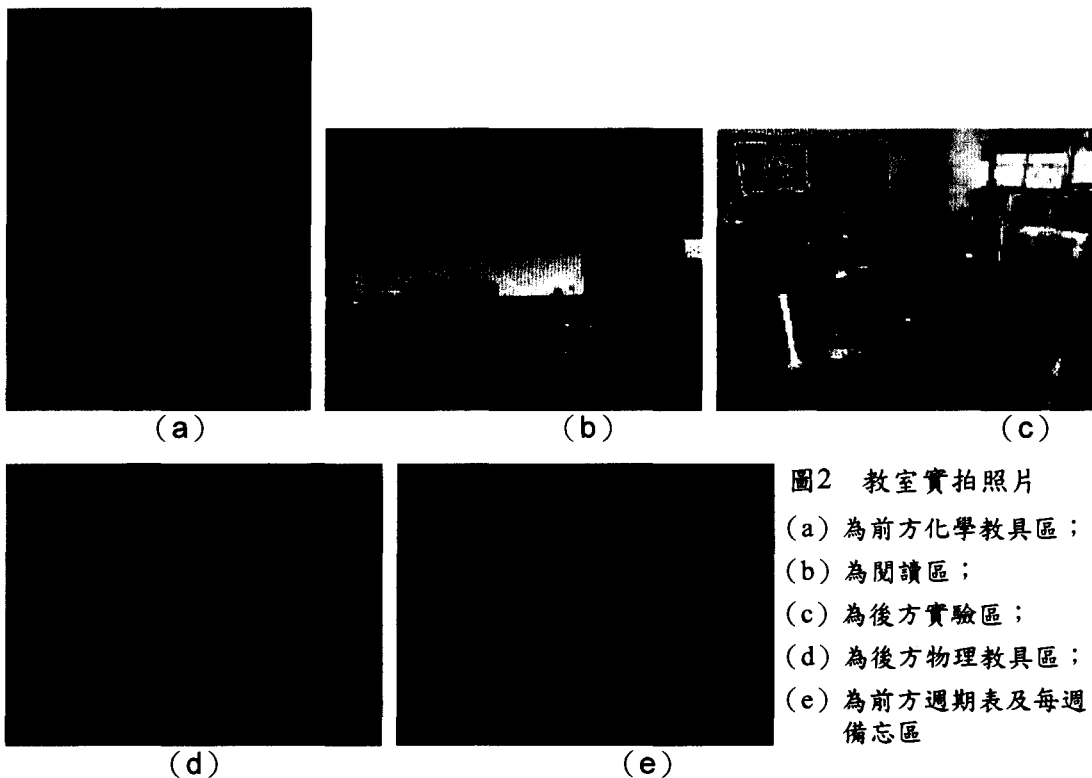 (a)
(b)
(c)
圖2 教室實拍照片
(a)為前方化學教具區；
(b)為閱讀區；
(c)為後方實驗區；
(d)為後方物理教具區；
(e)為前方週期表及每週
備忘區
(d)
(e)